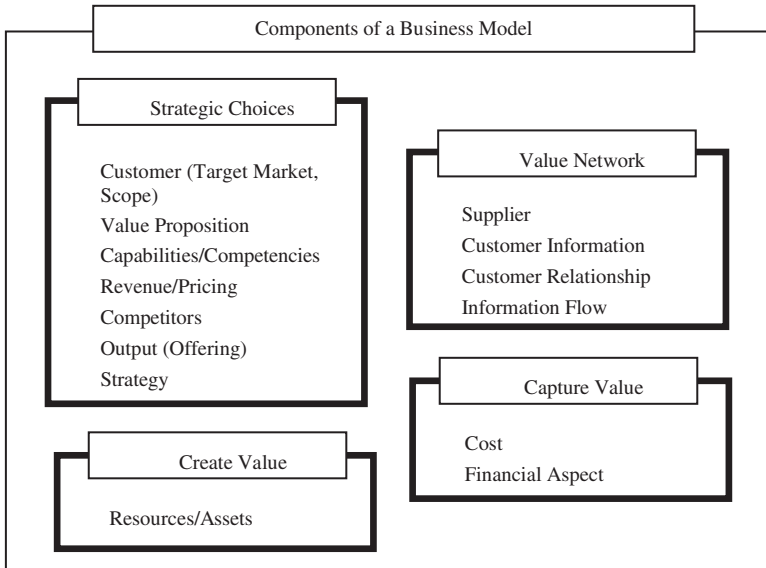 Components of a Business Model
Strategic Choices
Customer (Target Market,
Scope)
Value Proposition
Capabilities/Competencies
Revenue/Pricing
Competitors
Output (Offering)
Strategy
Value Network
Supplier
Customer Information
Customer Relationship
Information Flow
Create Value
Resources/Assets
Capture Value
Cost
Financial Aspect